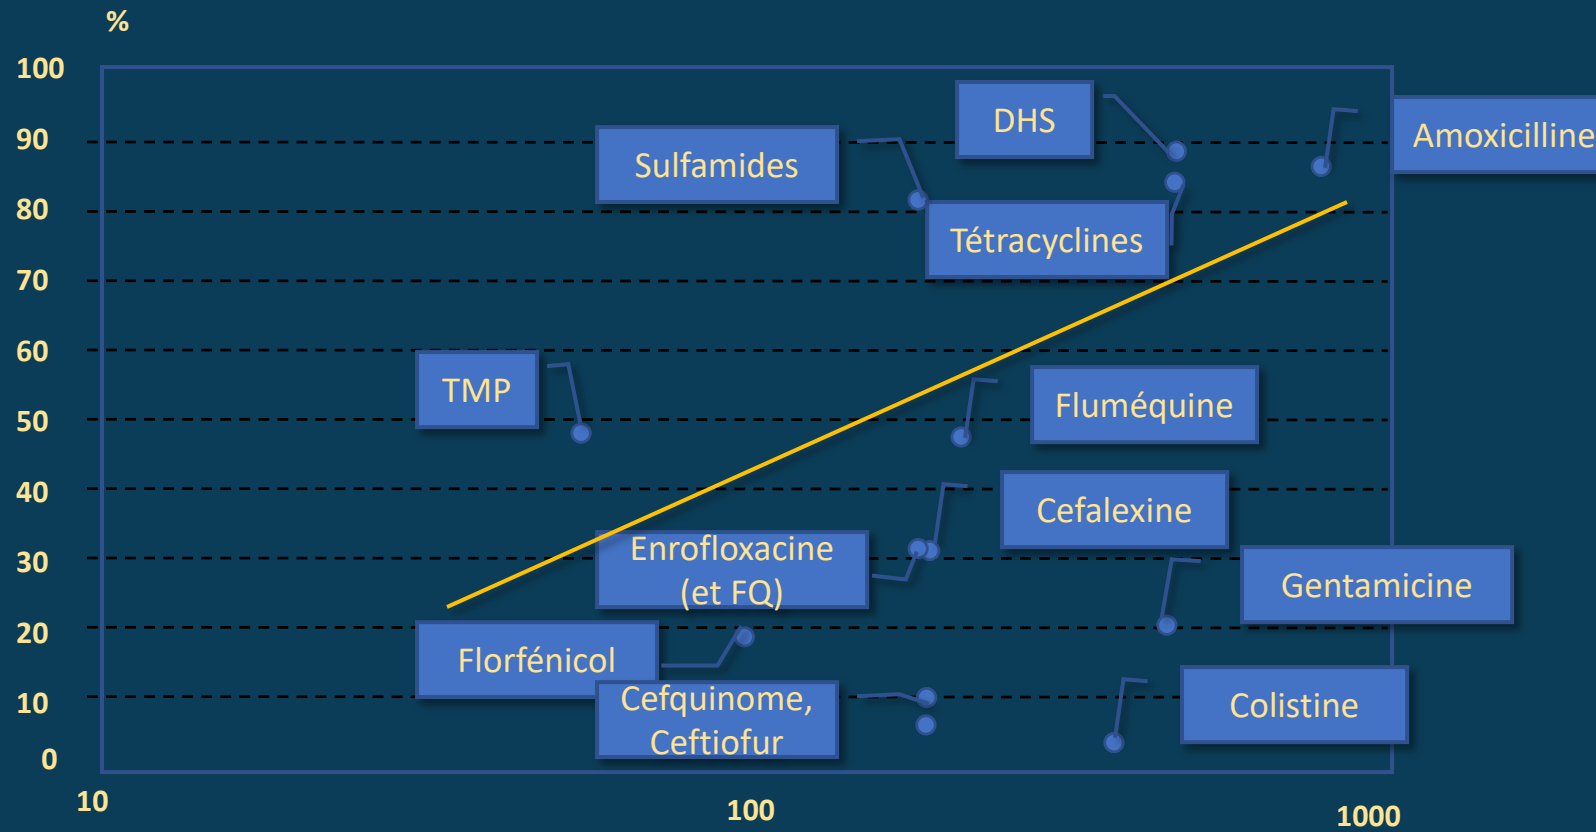 %
100
90
80
70
60
50
40
30
20
10
0
10
100
1000
DHS
Amoxicilline
Sulfamides
Tétracyclines
TMP
Fluméquine
Cefalexine
Enrofloxacine
(et FQ)
Gentamicine
Florfénicol
Cefquinome,
Ceftiofur
Colistine